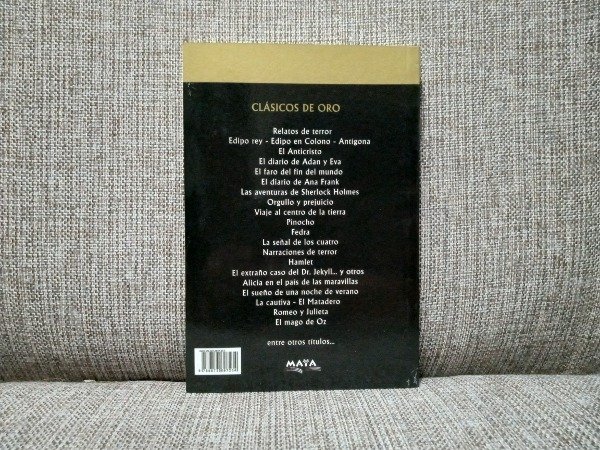 CLÁSICOS DE ORO
Relatos de terror
Edipo rey - Edipo en Colono - Antígona
El Anticristo
El diario de Adan y Eva
El faro del fin del mundo
El diario de Ana Frank
Las aventuras de Sherlock Holmes
Orgullo y prejuicio
Viaje al centro de la tierra
Pinocho
Fedra
La señal de los cuatro
Narraciones de terror
Hamlet
El extraño caso del Dr. Jekyll... y otros
Alicia en el país de las maravillas
El sueño de una noche de verano
La cautiva - El Matadero
Romeo y Julieta
El mago de Oz
entre otros títulos...
MAYA